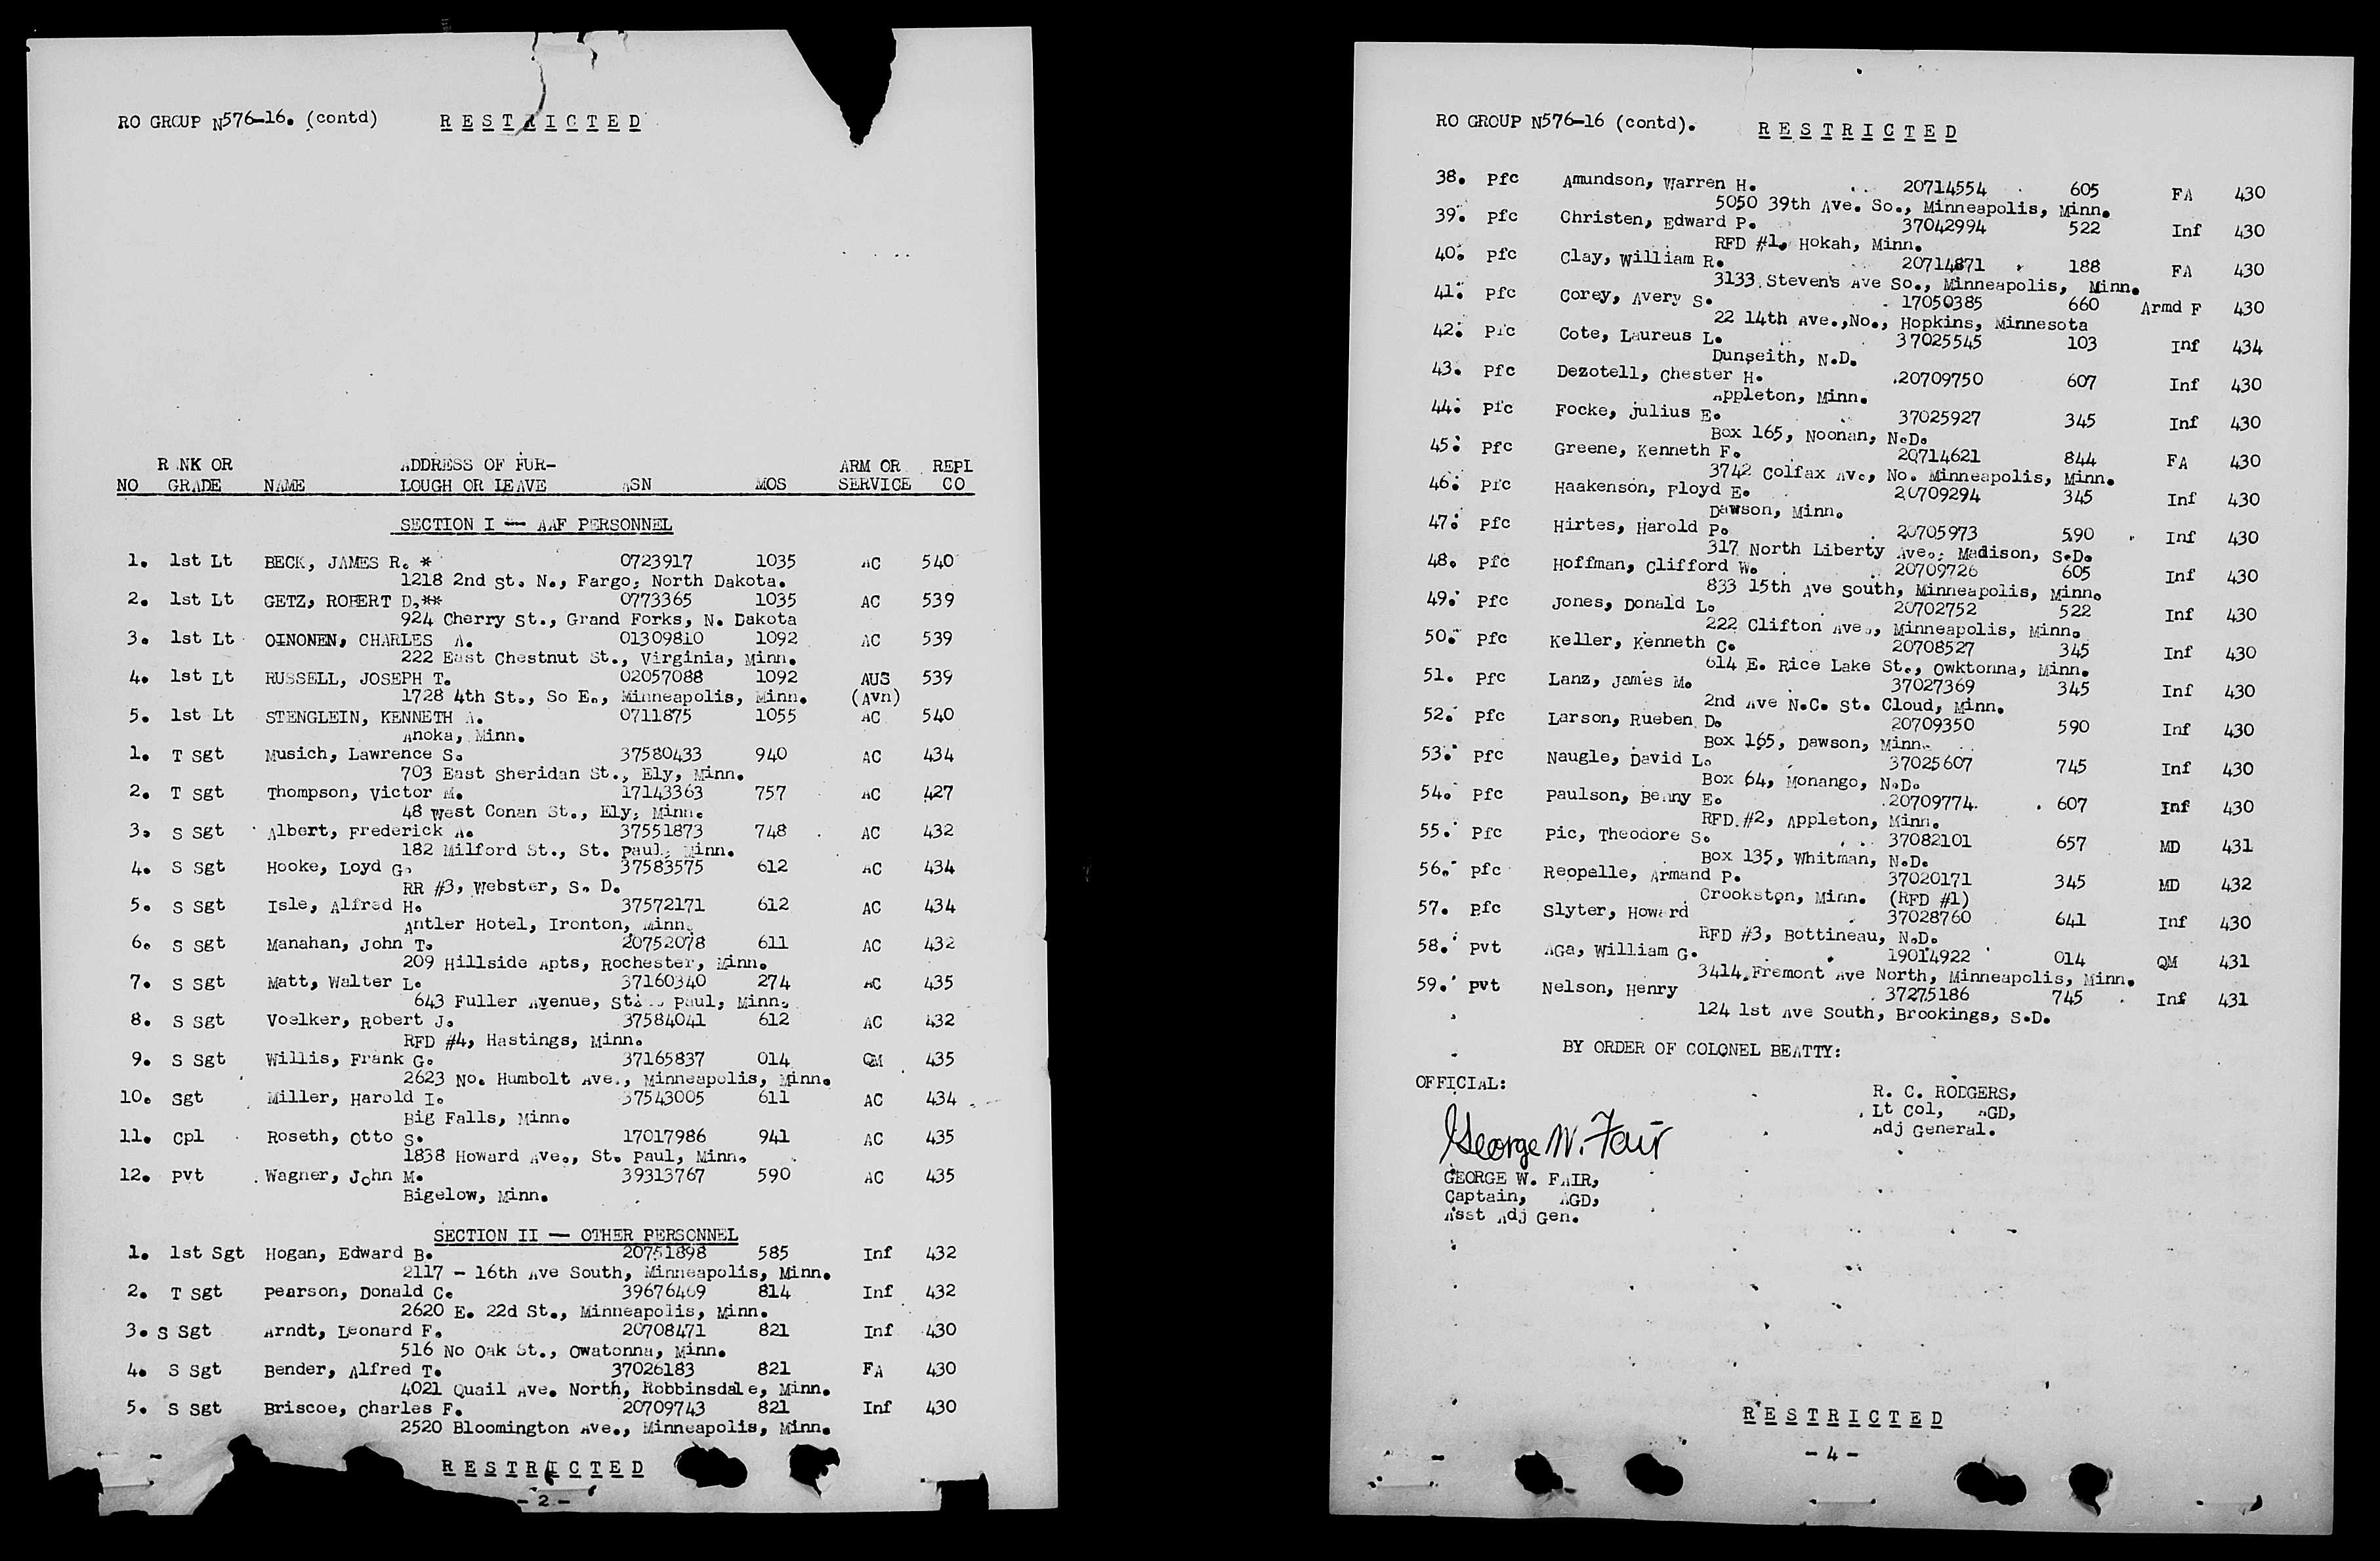 RO GROUP N576-16. (contd) RESTRICTED
RANK OR ADDRESS OF FUR- ARM OR REPL
NO GRADE NAME LOUGH OR LEAVE ASN MOS SERVICE CO
SECTION I -- AAF PERSONNEL
1. 1st Lt BECK, JAMES R. * 0723917 1035 AC 540
1218 2nd St. N., Fargo, North Dakota.
2. 1st Lt GETZ, ROBERT D.** 0773365 1035 AC 539
924 Cherry St., Grand Forks, N. Dakota
3. 1st Lt OINONEN, CHARLES A. 01309810 1092 AC 539
222 East Chestnut St., Virginia, Minn.
4. 1st Lt RUSSELL, JOSEPH T. 02057088 1092 AUS 539
1728 4th St., So E., Minneapolis, Minn. (Avn)
5. 1st Lt STENGLEIN, KENNETH A. 0711875 1055 AC 540
Anoka, Minn.
1. T Sgt Musich, Lawrence S. 37580433 940 AC 434
703 East Sheridan St., Ely, Minn.
2. T Sgt Thompson, Victor M. 17143363 757 AC 427
48 West Conan St., Ely, Minn.
3. S Sgt Albert, Frederick A. 37551873 748 AC 432
182 Milford St., St. Paul, Minn.
4. S Sgt Hooke, Loyd G. 37583575 612 AC 434
RR #3, Webster, S. D.
5. S Sgt Isle, Alfred H. 37572171 612 AC 434
Antler Hotel, Ironton, Minn.
6. S Sgt Manahan, John T. 20752078 611 AC 432
209 Hillside Apts, Rochester, Minn.
7. S Sgt Matt, Walter L. 37160340 274 AC 435
643 Fuller Avenue, Paul, Minn.
8. S Sgt Voelker, Robert J. 37584041 612 AC 432
RFD #4, Hastings, Minn.
9. S Sgt Willis, Frank G. 37165837 014 QM 435
2623 No. Humbolt Ave., Minneapolis, Minn.
10. Sgt Miller, Harold I. 37543005 611 AC 434
Big Falls, Minn.
11. Cpl Roseth, Otto S. 17017986 941 AC 435
1838 Howard Ave., St. Paul, Minn.
12. Pvt Wagner, John M. 39313767 590 AC 435
Bigelow, Minn.
SECTION II -- OTHER PERSONNEL
1. 1st Sgt Hogan, Edward B. 20751898 585 Inf 432
2117 - 16th Ave South, Minneapolis, Minn.
2. T Sgt Pearson, Donald C. 39676469 814 Inf 432
2620 E. 22d St., Minneapolis, Minn.
3. S Sgt Arndt, Leonard F. 20708471 821 Inf 430
516 No Oak St., Owatonna, Minn.
4. S Sgt Bender, Alfred T. 37026183 821 FA 430
4021 Quail Ave. North, Robbinsdale, Minn.
5. S Sgt Briscoe, Charles F. 20709743 821 Inf 430
2520 Bloomington Ave., Minneapolis, Minn.
RESTRICTED
- 2 -
RO GROUP N576-16 (contd). RESTRICTED
38. Pfc Amundson, Warren H. 20714554 605 FA 430
5050 39th Ave. So., Minneapolis, Minn.
39. Pfc Christen, Edward P. 37042994 522 Inf 430
RFD #1, Hokah, Minn.
40. Pfc Clay, William R. 20714871 188 FA 430
3133 Stevens Ave So., Minneapolis, Minn.
41. Pfc Corey, Avery S. 17050385 660 Armd F 430
22 14th Ave.,No., Hopkins, Minnesota
42. Pfc Cote, Laureus L. 37025545 103 Inf 434
Dunseith, N.D.
43. Pfc Dezotell, Chester H. 20709750 607 Inf 430
Appleton, Minn.
44. Pfc Focke, Julius E. 37025927 345 Inf 430
Box 165, Noonan, N.D.
45. Pfc Greene, Kenneth F. 20714621 844 FA 430
3742 Colfax Ave, No. Minneapolis, Minn.
46. Pfc Haakenson, Floyd E. 20709294 345 Inf 430
Dawson, Minn.
47. Pfc Hirtes, Harold P. 20705973 590 Inf 430
317 North Liberty Ave., Madison, S.D.
48. Pfc Hoffman, Clifford W. 20709726 605 Inf 430
833 15th Ave South, Minneapolis, Minn.
49. Pfc Jones, Donald L. 20702752 522 Inf 430
222 Clifton Ave., Minneapolis, Minn.
50. Pfc Keller, Kenneth C. 20708527 345 Inf 430
614 E. Rice Lake St., Owktonna, Minn.
51. Pfc Lanz, James M. 37027369 345 Inf 430
2nd Ave N.C. St. Cloud, Minn.
52. Pfc Larson, Rueben D. 20709350 590 Inf 430
Box 165, Dawson, Minn.
53. Pfc Naugle, David L. 37025607 745 Inf 430
Box 64, Monango, N.D.
54. Pfc Paulson, Benny E. 20709774 607 Inf 430
RFD #2, Appleton, Minn.
55. Pfc Pic, Theodore S. 37082101 657 MD 431
Box 135, Whitman, N.D.
56. Pfc Reopelle, Armand P. 37020171 345 MD 432
Crookston, Minn. (RFD #1)
57. Pfc Slyter, Howard 37028760 641 Inf 430
RFD #3, Bottineau, N.D.
58. Pvt AGa, William G. 19014922 014 QM 431
3414 Fremont Ave North, Minneapolis, Minn.
59. Pvt Nelson, Henry 37275186 745 Inf 431
124 1st Ave South, Brookings, S.D.
BY ORDER OF COLONEL BEATTY:
OFFICIAL:
R. C. RODGERS,
Lt Col, AGD,
Adj General.
George W. Fair
GEORGE W. FAIR,
Captain, AGD,
Asst Adj Gen.
RESTRICTED
- 4 -